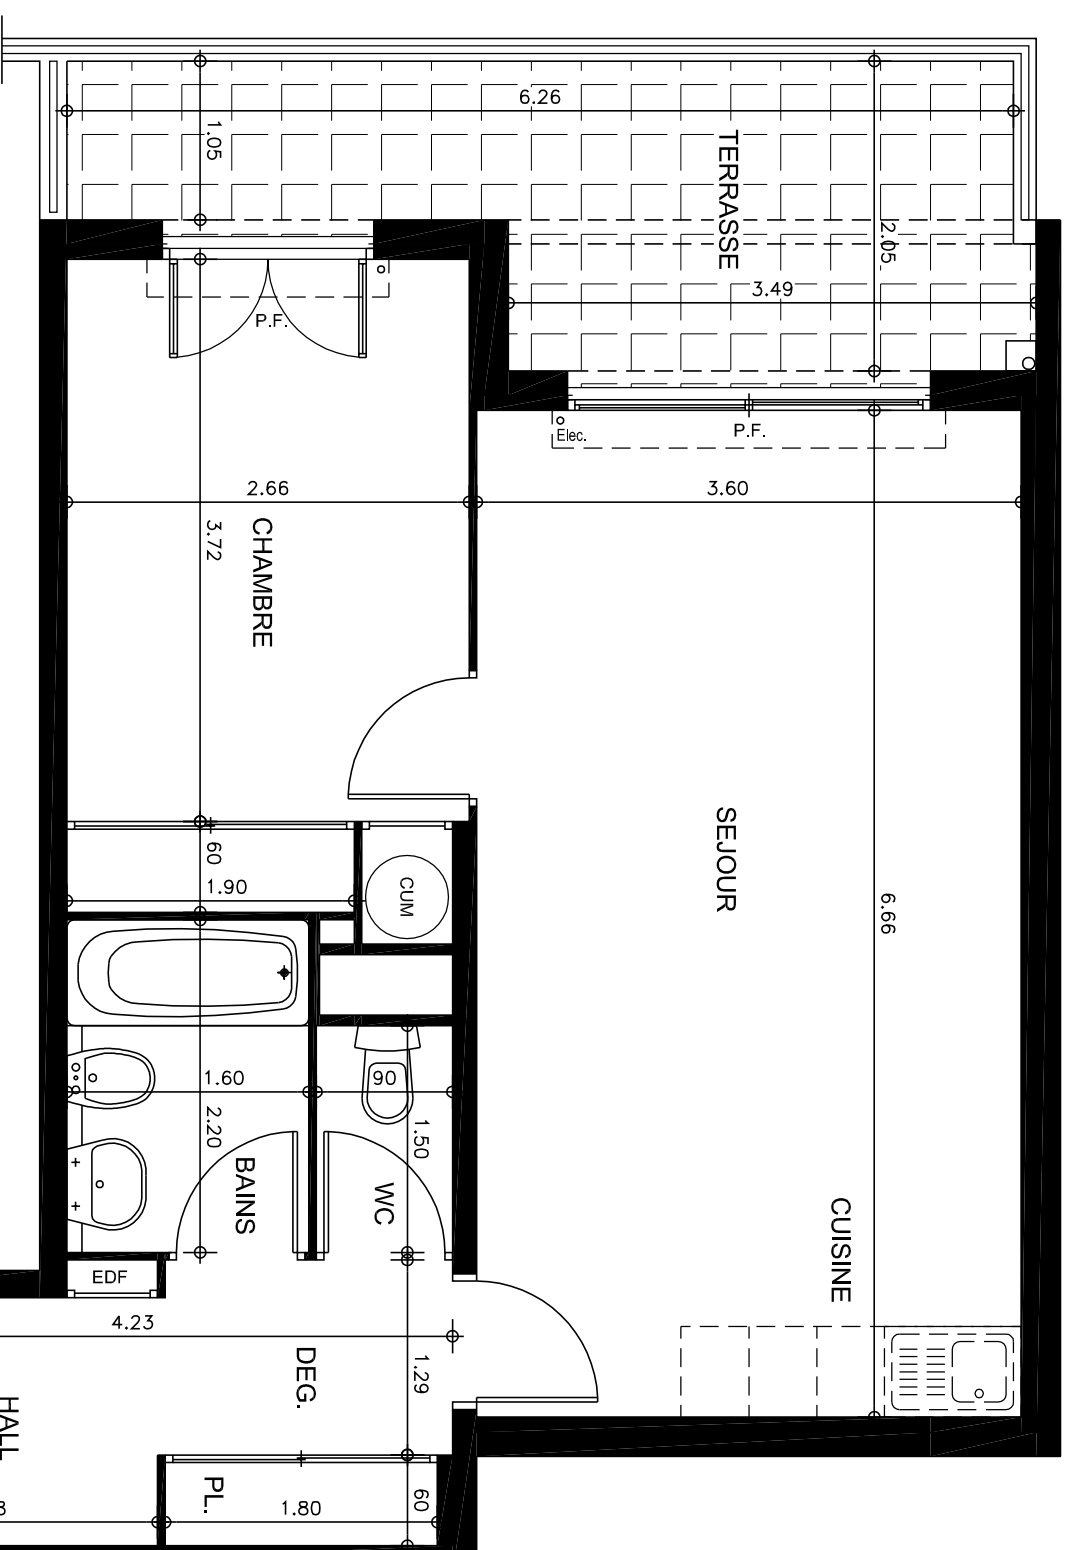 6.26
1.05
TERRASSE
2.05
3.49
P.F.
Elec.
P.F.
2.66
3.60
3.72
CHAMBRE
SEJOUR
60
1.90
CUM
6.66
1.60
90
2.20
1.50
BAINS
WC
CUISINE
EDF
4.23
DEG.
1.29
HALL
PL.
1.80
60